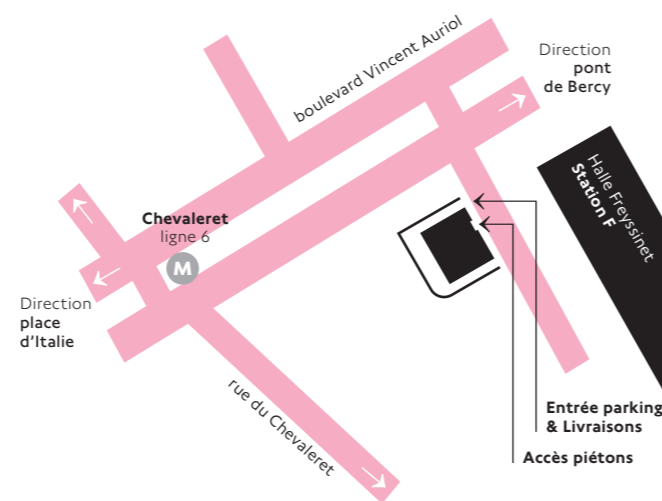 boulevard Vincent Auriol
Direction
pont
de Bercy
Halle Freyssinet
Station F
Chevaleret
ligne 6
M
Direction
place
d'Italie
rue du Chevaleret
Entrée parking
& Livraisons
Accès piétons